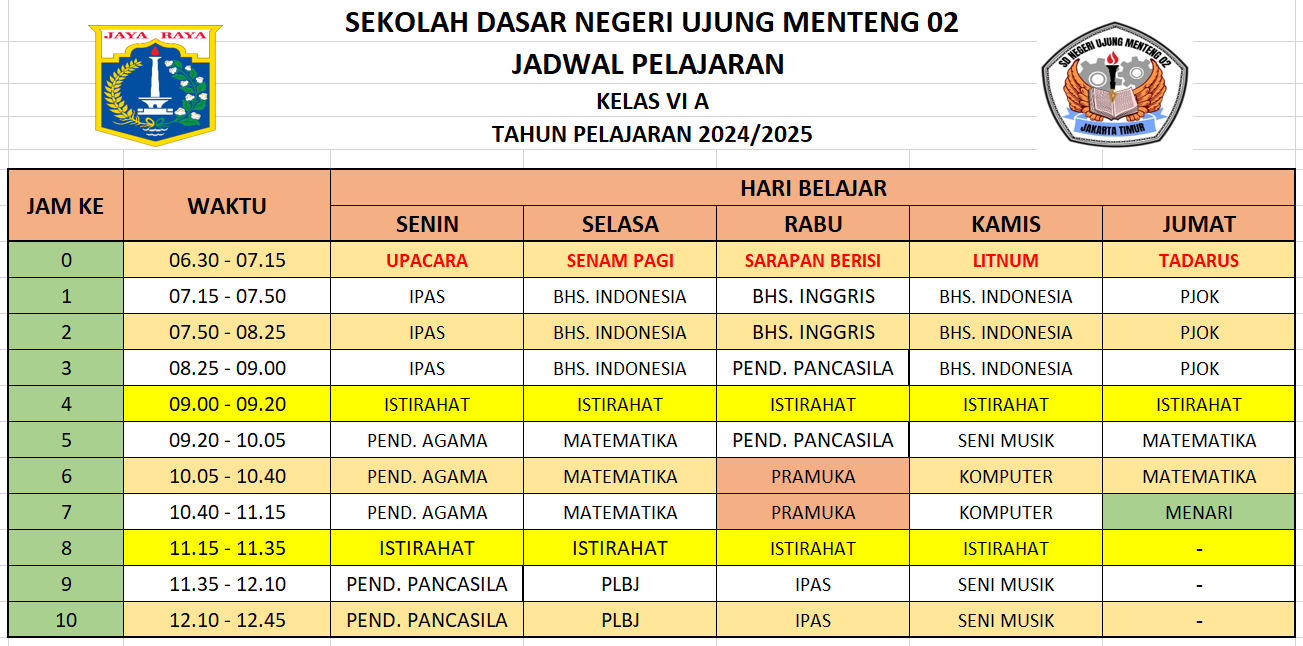 SEKOLAH DASAR NEGERI UJUNG MENTENG 02
JADWAL PELAJARAN
KELAS VI A
TAHUN PELAJARAN 2024/2025
JAYA RAYA
SD NEGERI UJUNG MENTENG 02
JAKARTA TIMUR
JAM KE WAKTU HARI BELAJAR
SENIN SELASA RABU KAMIS JUMAT
0 06.30 - 07.15 UPACARA SENAM PAGI SARAPAN BERISI LITNUM TADARUS
1 07.15 - 07.50 IPAS BHS. INDONESIA BHS. INGGRIS BHS. INDONESIA PJOK
2 07.50 - 08.25 IPAS BHS. INDONESIA BHS. INGGRIS BHS. INDONESIA PJOK
3 08.25 - 09.00 IPAS BHS. INDONESIA PEND. PANCASILA BHS. INDONESIA PJOK
4 09.00 - 09.20 ISTIRAHAT ISTIRAHAT ISTIRAHAT ISTIRAHAT ISTIRAHAT
5 09.20 - 10.05 PEND. AGAMA MATEMATIKA PEND. PANCASILA SENI MUSIK MATEMATIKA
6 10.05 - 10.40 PEND. AGAMA MATEMATIKA PRAMUKA KOMPUTER MATEMATIKA
7 10.40 - 11.15 PEND. AGAMA MATEMATIKA PRAMUKA KOMPUTER MENARI
8 11.15 - 11.35 ISTIRAHAT ISTIRAHAT ISTIRAHAT ISTIRAHAT -
9 11.35 - 12.10 PEND. PANCASILA PLBJ IPAS SENI MUSIK -
10 12.10 - 12.45 PEND. PANCASILA PLBJ IPAS SENI MUSIK -